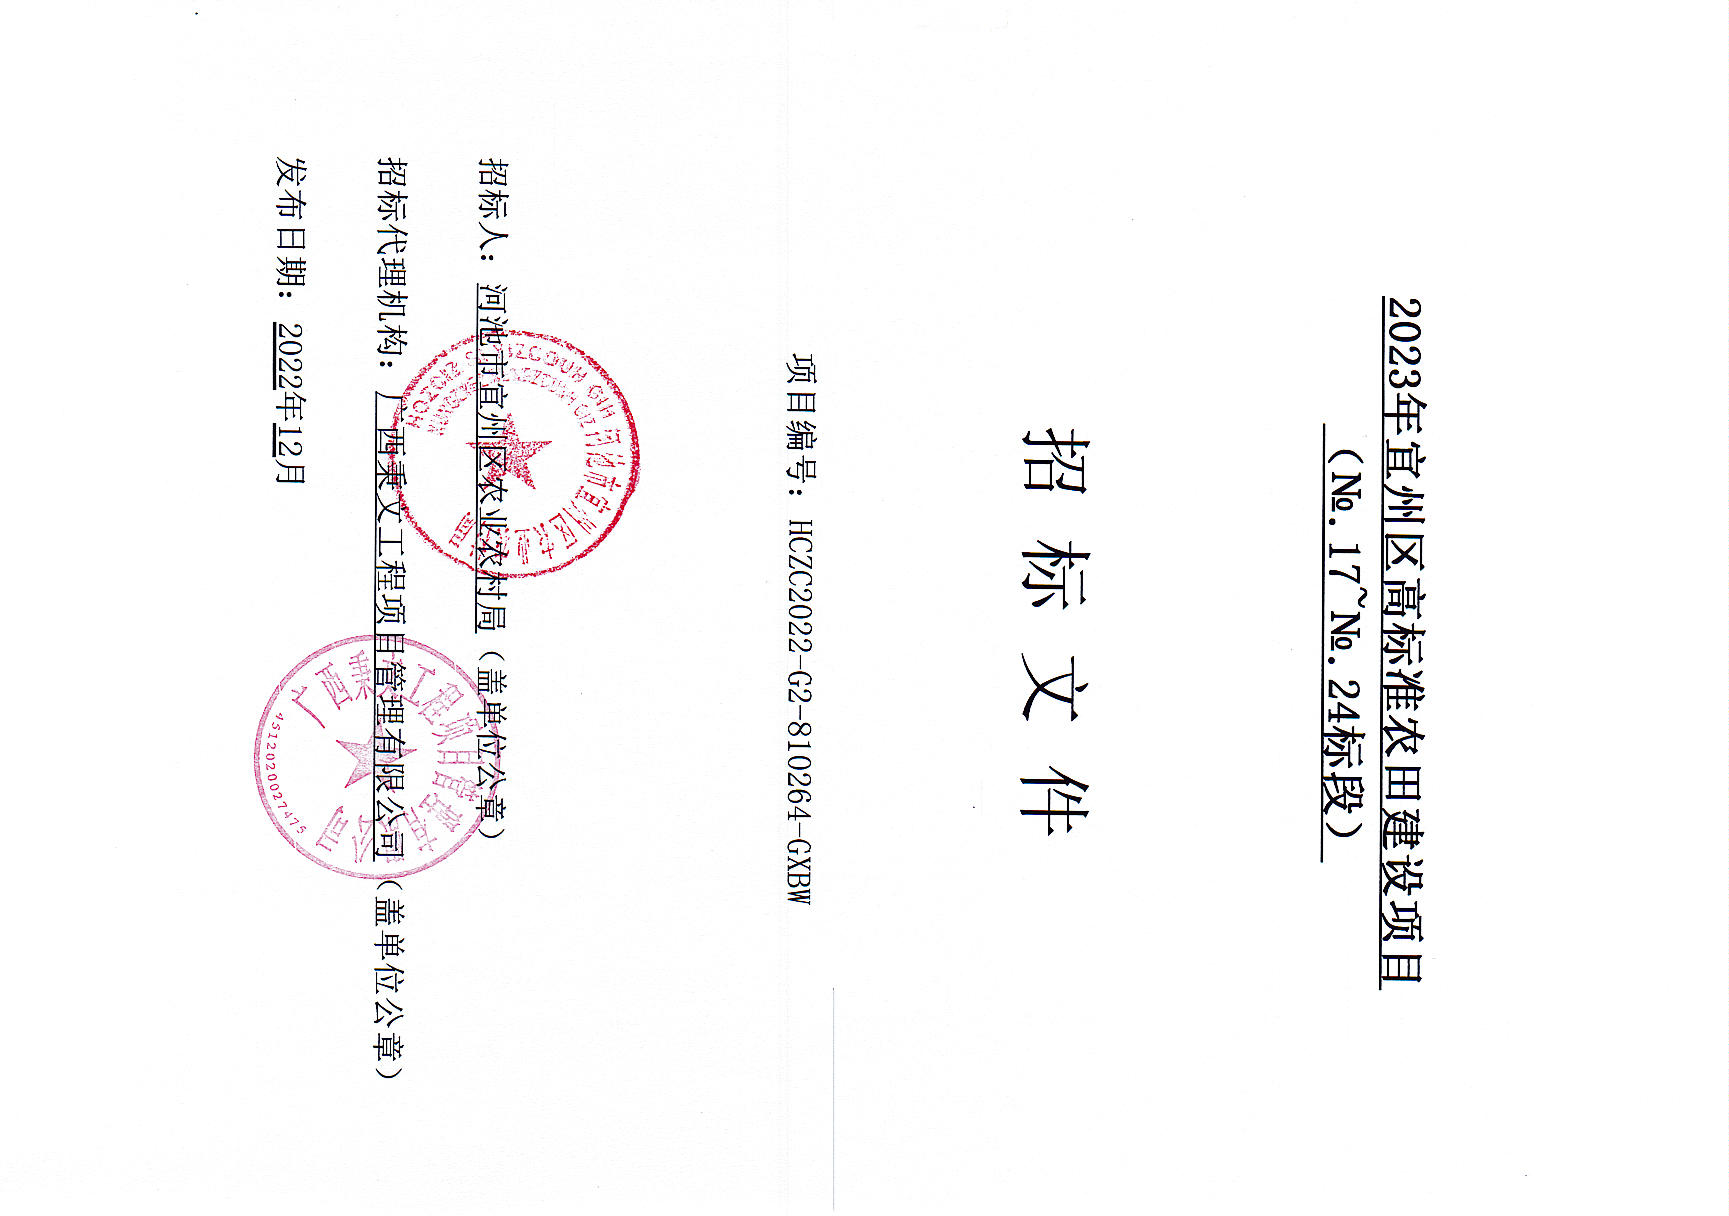 2023年宜州区高标准农田建设项目
（№.17~№.24标段）
招标文件
项目编号：HCZC2022-G2-810264-GXBW
招标人：河池市宜州区农业农村局（盖单位公章）
招标代理机构：广西秉文工程项目管理有限公司（盖单位公章）
发布日期：2022年12月
4512020027475